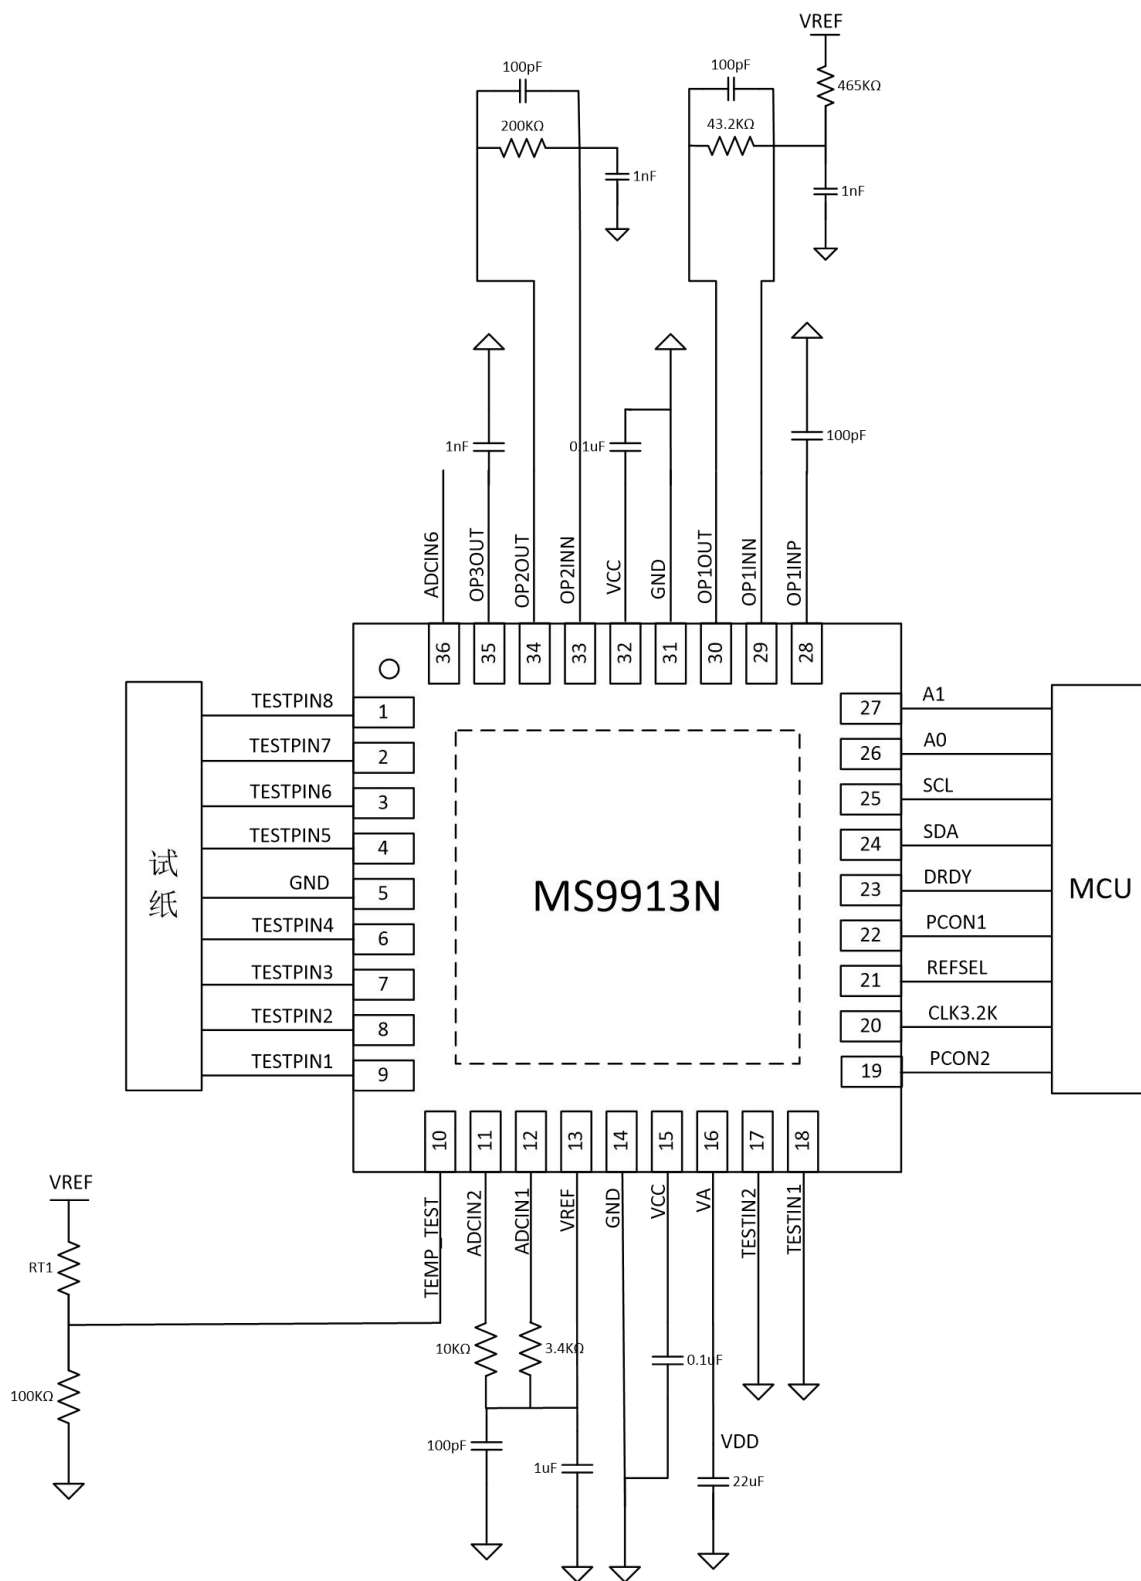 VREF
100pF
100pF
465KΩ
200KΩ
43.2KΩ
1nF
1nF
1nF
0.1uF
100pF
ADCIN6
OP3OUT
OP2OUT
OP2INN
VCC
GND
OP1OUT
OP1INN
OP1INP
36
35
34
33
32
31
30
29
28
TESTPIN8
1
TESTPIN7
2
TESTPIN6
3
TESTPIN5
4
GND
5
TESTPIN4
6
TESTPIN3
7
TESTPIN2
8
TESTPIN1
9
试
纸
MS9913N
27
A1
26
A0
25
SCL
24
SDA
23
DRDY
22
PCON1
21
REFSEL
20
CLK3.2K
19
PCON2
MCU
10
11
12
13
14
15
16
17
18
TEMP_TEST
ADCIN2
ADCIN1
VREF
GND
VCC
VA
TESTIN2
TESTIN1
VREF
RT1
100KΩ
10KΩ
3.4KΩ
0.1uF
100pF
1uF
VDD
22uF